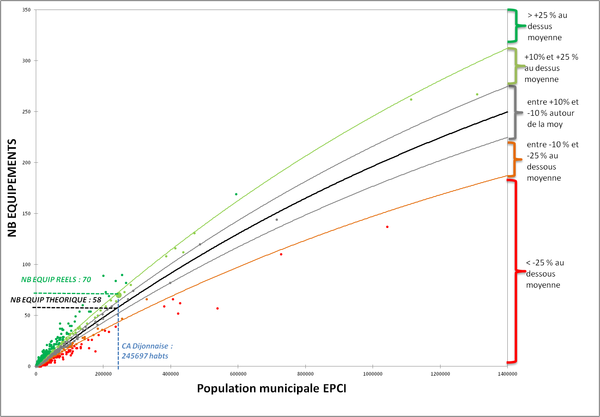 350
300
250
200
150
100
50
0
NB EQUIPEMENTS
NB EQUIP REELS : 70
NB EQUIP THEORIQUE : 58
CA Dijonnaise :
245697 habts
0
200000
400000
600000
800000
1000000
1200000
1400000
Population municipale EPCI
> +25 % au
dessus
moyenne
+10% et +25 %
au dessus
moyenne
entre +10% et
-10 % autour
de la moy
entre -10 % et
-25 % au
dessous
moyenne
< -25 % au
dessous
moyenne